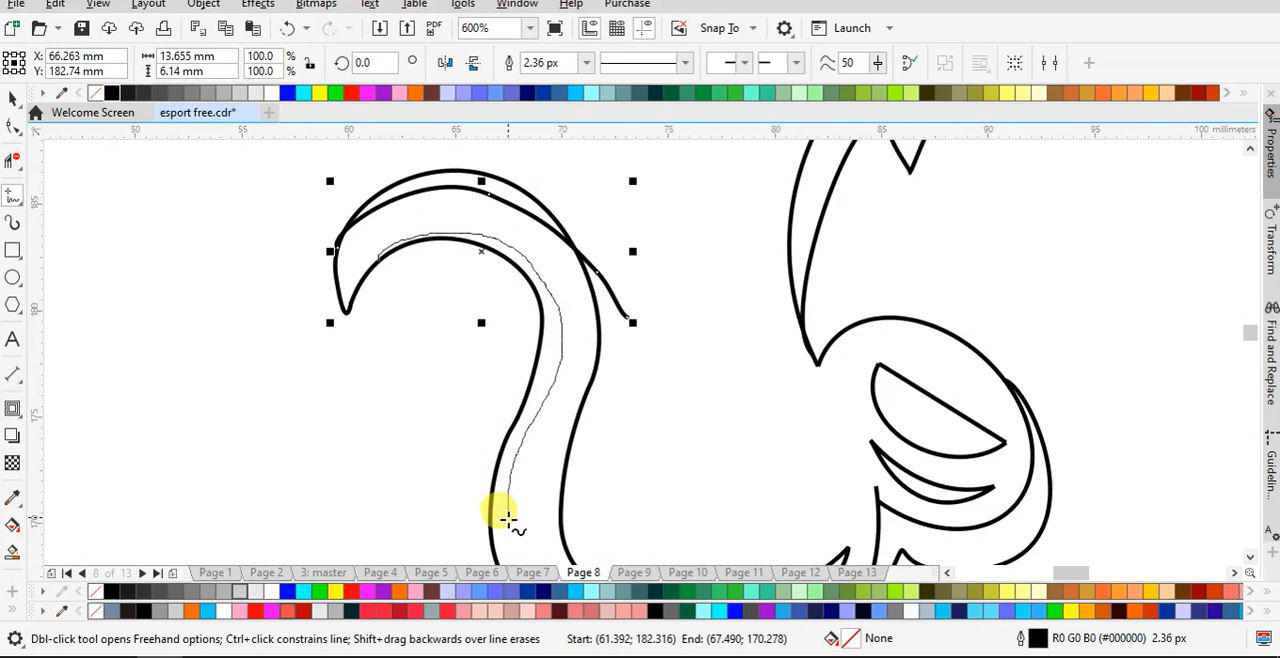 File Edit View Layout Object Effects Bitmaps Text Table Tools Window Help Purchase
PDF 600% Snap To Launch
X: 66.263 mm 13.655 mm 100.0 % 0.0 2.36 px 50
Y: 182.74 mm 6.14 mm 100.0 %
Welcome Screen esport free.cdr*
50 55 60 65 70 75 80 85 90 95 100 millimeters
185
180
175
170
Properties
Transform
Find and Replace
Guidelin...
8 of 13 Page 1 Page 2 3: master Page 4 Page 5 Page 6 Page 7 Page 8 Page 9 Page 10 Page 11 Page 12 Page 13
Dbl-click tool opens Freehand options; Ctrl+click constrains line; Shift+drag backwards over line erases Start: (61.392; 182.316) End: (67.490; 170.278) None R0 G0 B0 (#000000) 2.36 px